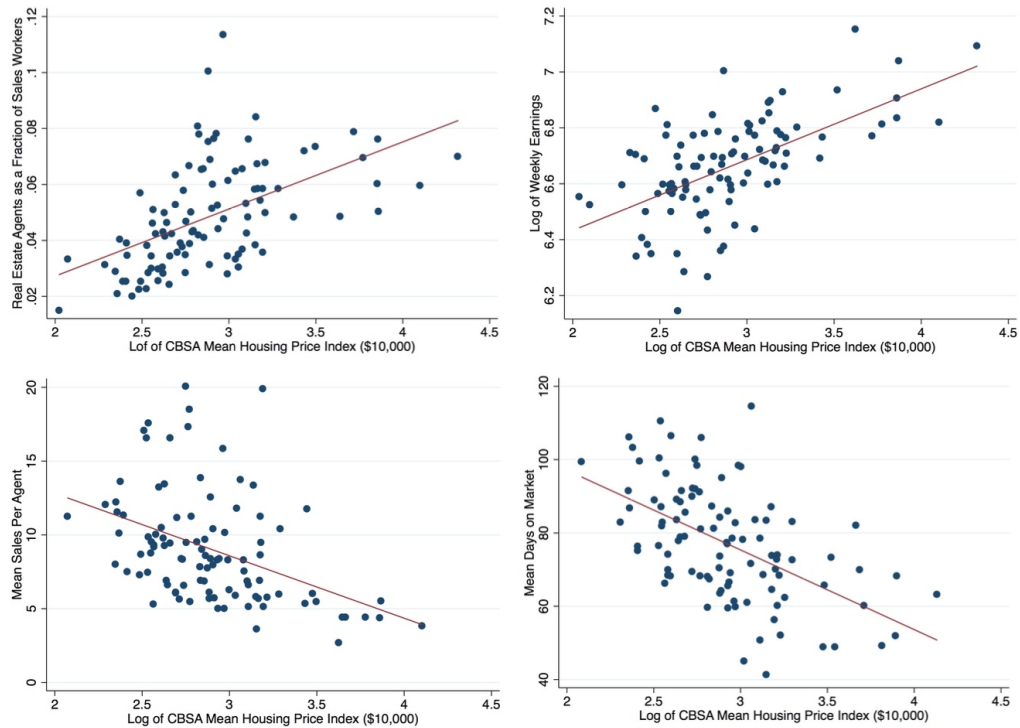 .12
.1
.08
.06
.04
.02
Real Estate Agents as a Fraction of Sales Workers
2 2.5 3 3.5 4 4.5
Lof of CBSA Mean Housing Price Index ($10,000)
7.2
7
6.8
6.6
6.4
6.2
Log of Weekly Earnings
2 2.5 3 3.5 4 4.5
Log of CBSA Mean Housing Price Index ($10,000)
20
15
10
5
0
Mean Sales Per Agent
2 2.5 3 3.5 4 4.5
Log of CBSA Mean Housing Price Index ($10,000)
120
100
80
60
40
Mean Days on Market
2 2.5 3 3.5 4 4.5
Log of CBSA Mean Housing Price Index ($10,000)